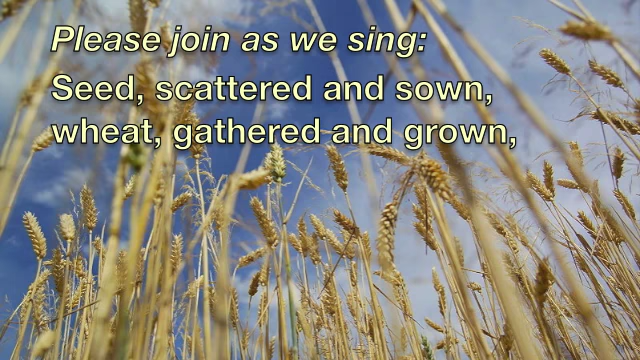 Please join as we sing:
Seed, scattered and sown,
wheat, gathered and grown,